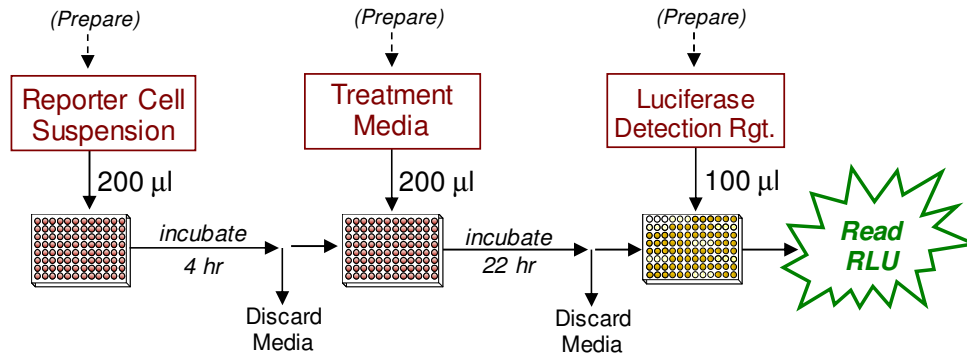 (Prepare)
(Prepare)
(Prepare)
Reporter Cell
Suspension
Treatment
Media
Luciferase
Detection Rgt.
200 µl
200 µl
100 µl
incubate
4 hr
incubate
22 hr
Read
RLU
Discard
Media
Discard
Media